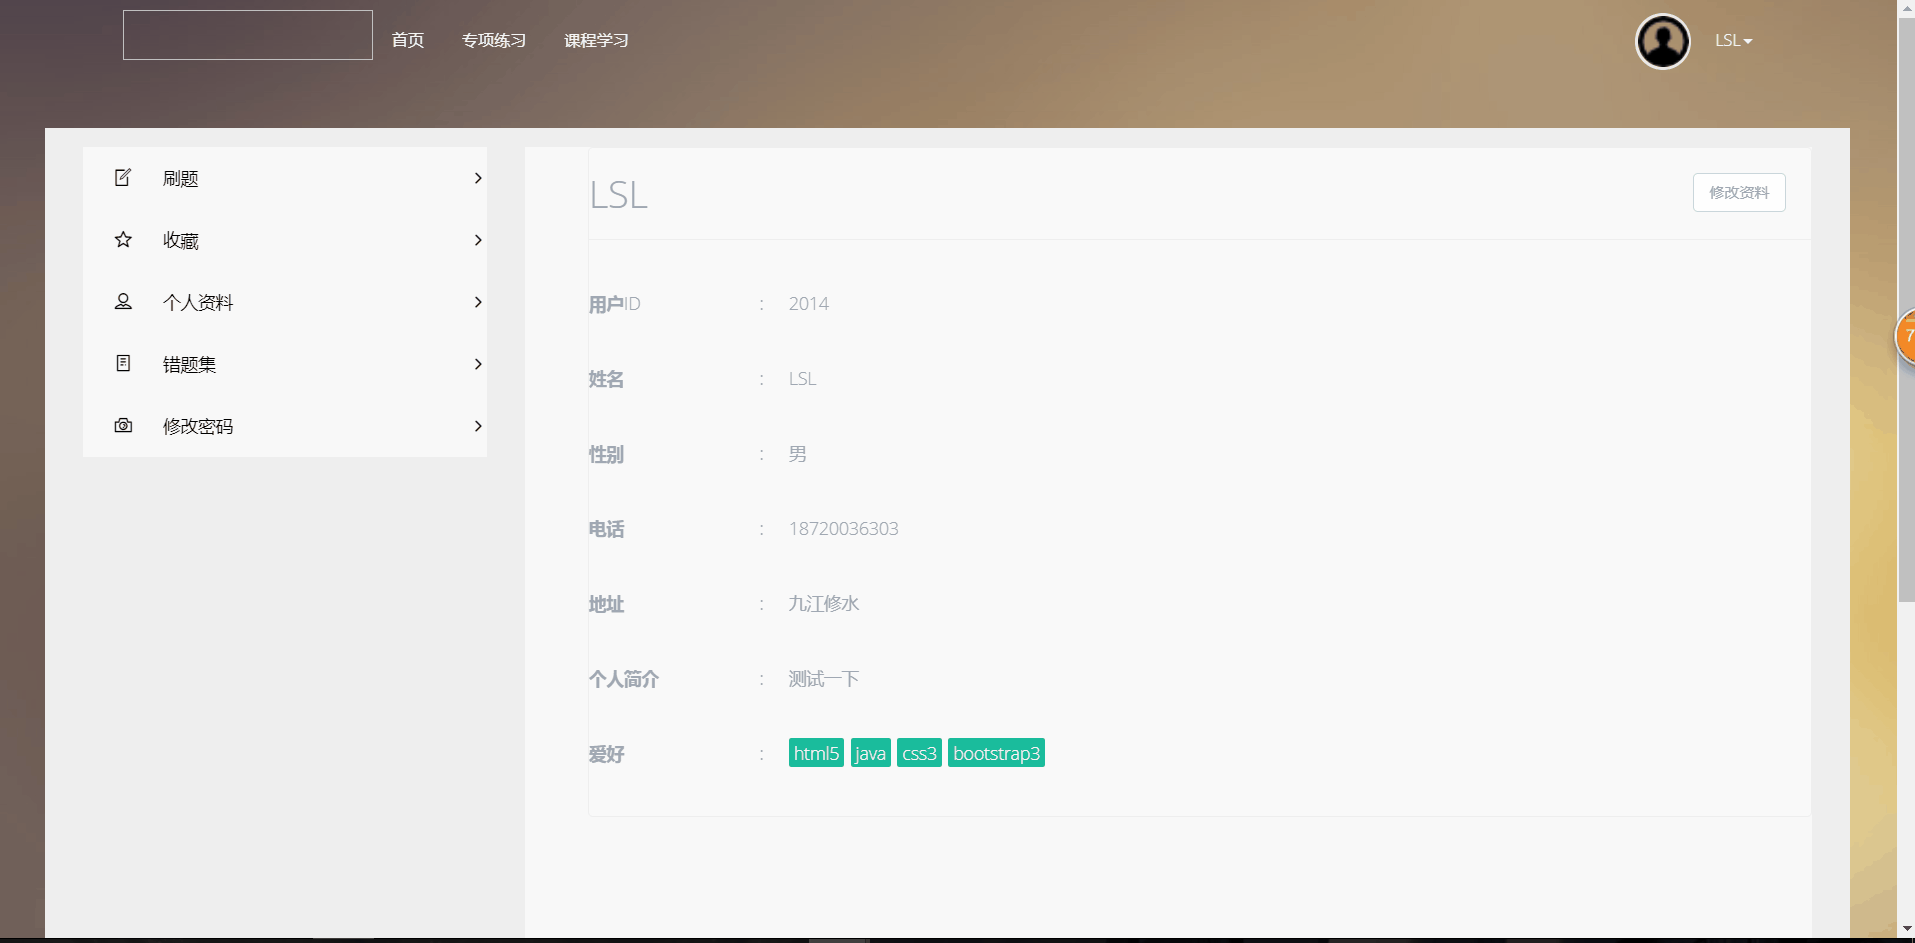 首页 专项练习 课程学习 LSL
刷题
收藏
个人资料
错题集
修改密码
LSL 修改资料
用户ID : 2014
姓名 : LSL
性别 : 男
电话 : 18720036303
地址 : 九江修水
个人简介 : 测试一下
爱好 : html5 java css3 bootstrap3
7